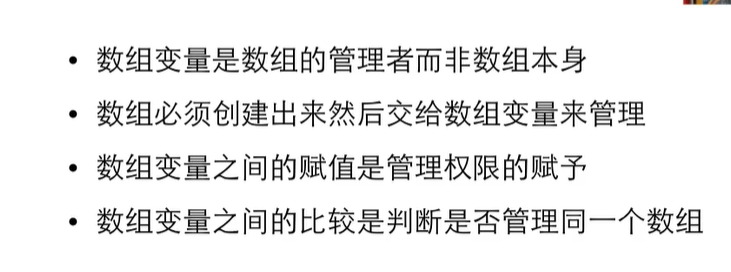 • 数组变量是数组的管理者而非数组本身
• 数组必须创建出来然后交给数组变量来管理
• 数组变量之间的赋值是管理权限的赋予
• 数组变量之间的比较是判断是否管理同一个数组